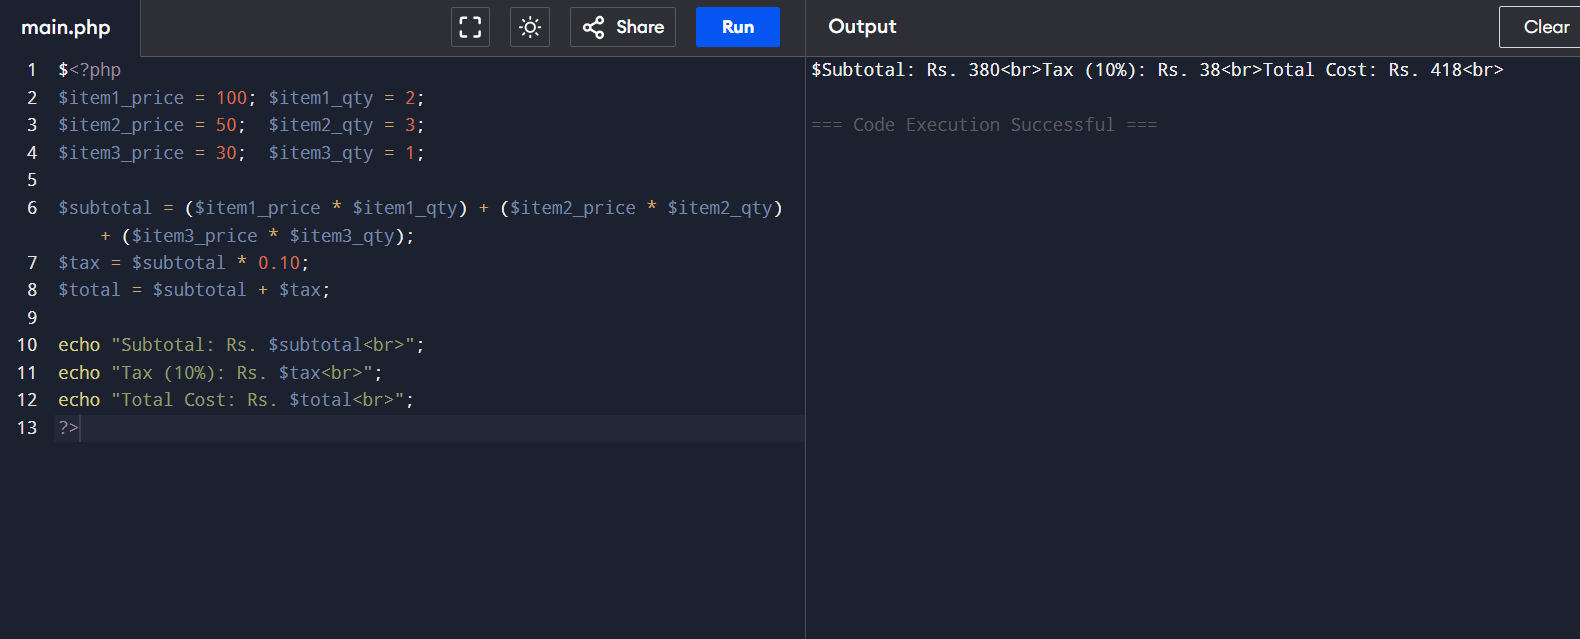 main.php
Share
Run
Output
Clear
1 $<?php
2 $item1_price = 100; $item1_qty = 2;
3 $item2_price = 50;  $item2_qty = 3;
4 $item3_price = 30;  $item3_qty = 1;
5
6 $subtotal = ($item1_price * $item1_qty) + ($item2_price * $item2_qty)
+ ($item3_price * $item3_qty);
7 $tax = $subtotal * 0.10;
8 $total = $subtotal + $tax;
9
10 echo "Subtotal: Rs. $subtotal<br>";
11 echo "Tax (10%): Rs. $tax<br>";
12 echo "Total Cost: Rs. $total<br>";
13 ?>
$Subtotal: Rs. 380<br>Tax (10%): Rs. 38<br>Total Cost: Rs. 418<br>
=== Code Execution Successful ===